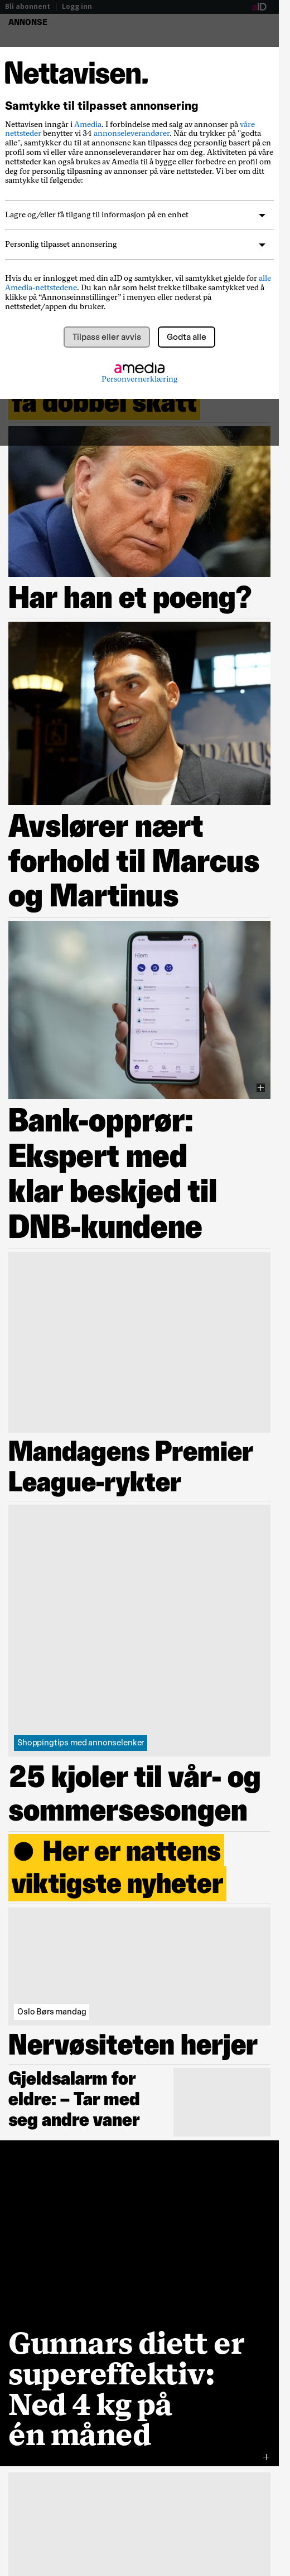 Bli abonnent | Logg inn
aID
ANNONSE
Nettavisen.
Samtykke til tilpasset annonsering
Nettavisen inngår i Amedia. I forbindelse med salg av annonser på våre
nettsteder benytter vi 34 annonseleverandører. Når du trykker på "godta
alle", samtykker du til at annonser kan tilpasses deg personlig basert på en
profil som vi eller våre annonseleverandører har om deg. Aktiviteten på våre
nettsteder kan også brukes av Amedia til å bygge eller forbedre en profil om
deg for personlig tilpasning av annonser på våre nettsteder. Vi ber om ditt
samtykke til følgende:
Lagre og/eller få tilgang til informasjon på en enhet
Personlig tilpasset annonsering
Hvis du er innlogget med din aID og samtykker, vil samtykket gjelde for alle
Amedia-nettstedene. Du kan når som helst trekke tilbake samtykket ved å
klikke på “Annonseinnstillinger” i menyen eller nederst på
nettstedet/appen du bruker.
Tilpass eller avvis
Godta alle
amedia
Personvernerklæring
få dobbel skatt
Har han et poeng?
Avslører nært
forhold til Marcus
og Martinus
Hjem
Bank-opprør:
Ekspert med
klar beskjed til
DNB-kundene
Mandagens Premier
League-rykter
Shoppingtips med annonselenker
25 kjoler til vår- og
sommersesongen
● Her er nattens
viktigste nyheter
Oslo Børs mandag
Nervøsiteten herjer
Gjeldsalarm for
eldre: – Tar med
seg andre vaner
Gunnars diett er
supereffektiv:
Ned 4 kg på
én måned